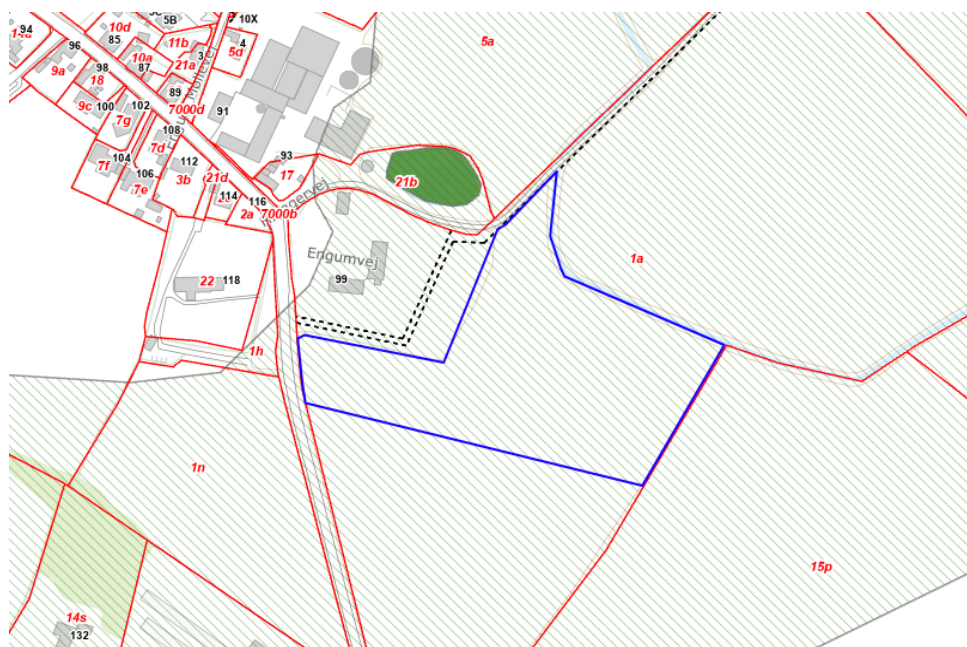 94
10d
5B
10X
96
85
11b
3
4
5d
5a
9a
98
10a
87
21a
18
9c
100
102
89
7000d
91
7g
108
7d
93
17
7f
104
112
3b
106
7e
21d
114
116
2a
7000b
21b
Engumvej
99
1a
22
118
1h
1n
15p
14s
132